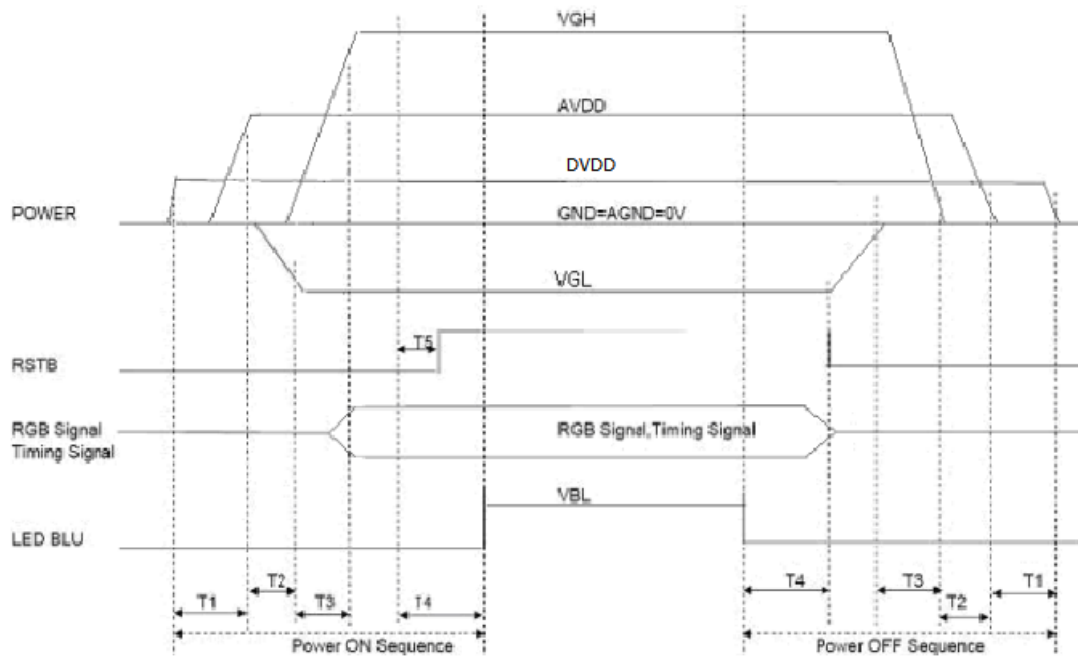 VGH
AVDD
DVDD
POWER
GND=AGND=0V
VGL
T5
RSTB
RGB Signal
Timing Signal
RGB Signal,Timing Signal
VBL
LED BLU
T1
T2
T3
T4
T4
T3
T2
T1
Power ON Sequence
Power OFF Sequence